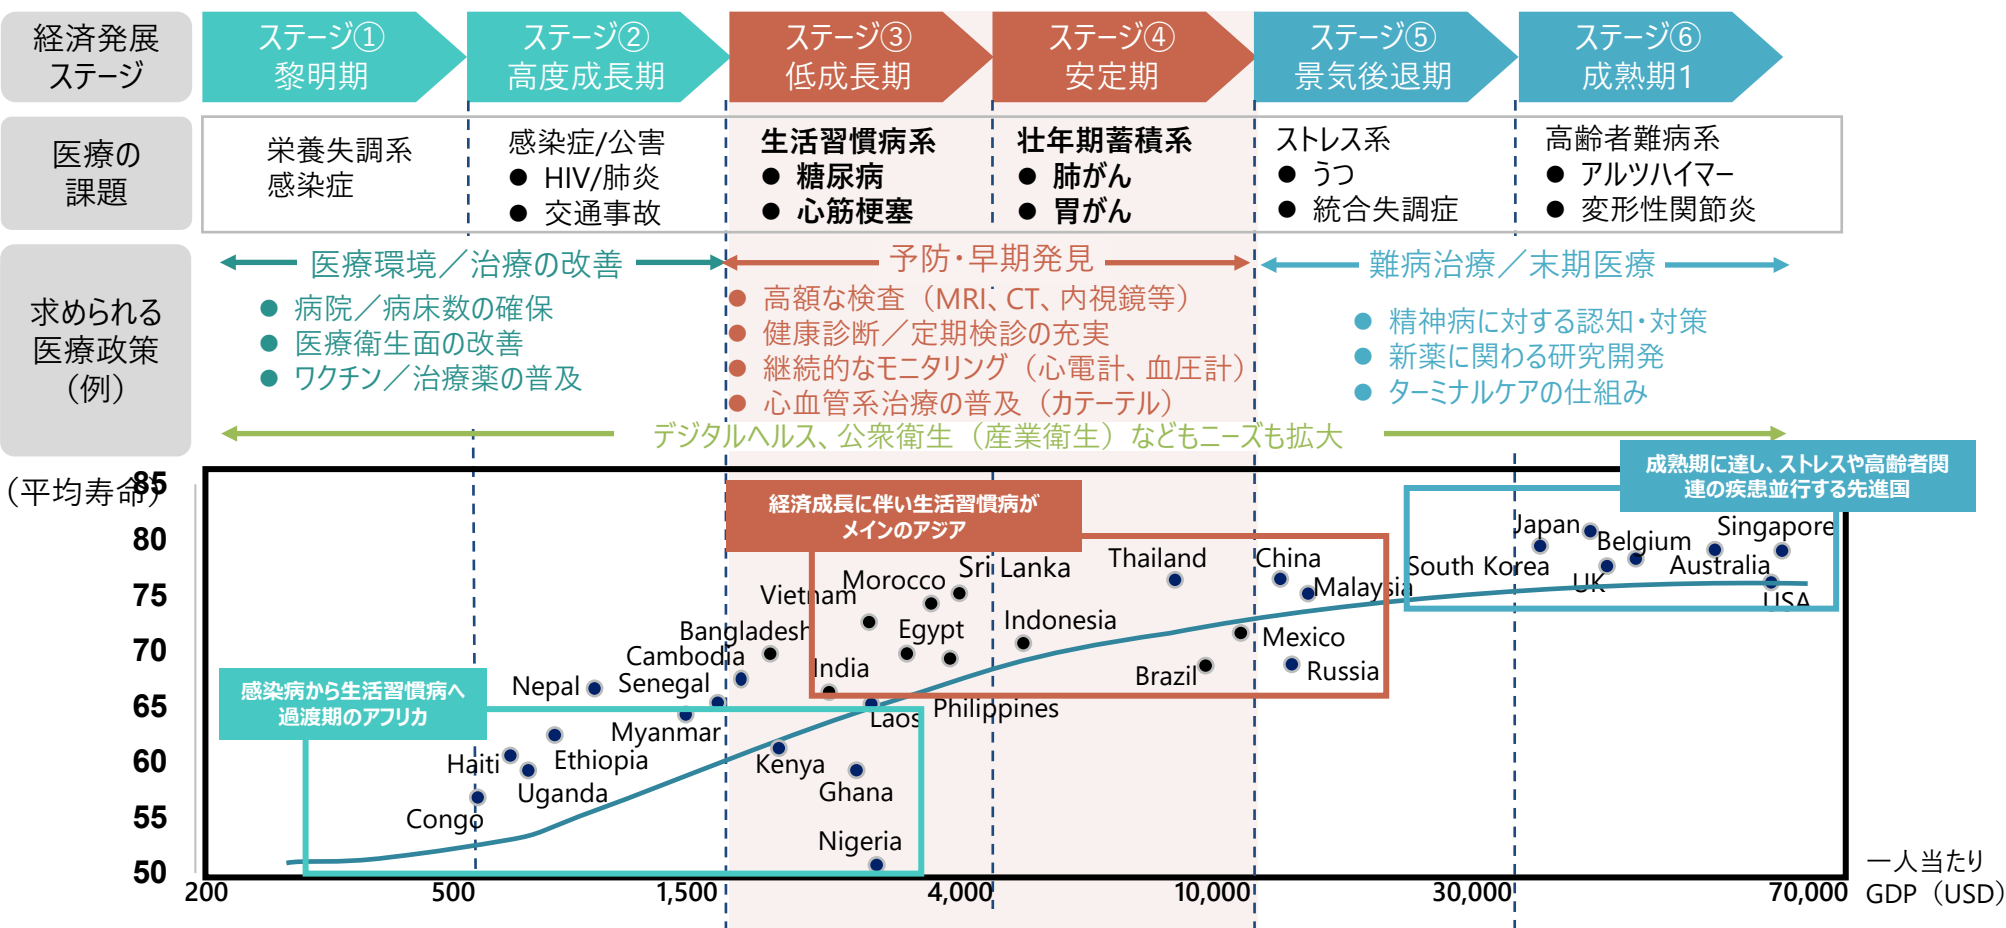 経済発展
ステージ
ステージ①
黎明期
ステージ②
高度成長期
ステージ③
低成長期
ステージ④
安定期
ステージ⑤
景気後退期
ステージ⑥
成熟期1
医療の
課題
栄養失調系
感染症
感染症/公害
● HIV/肺炎
● 交通事故
生活習慣病系
● 糖尿病
● 心筋梗塞
壮年期蓄積系
● 肺がん
● 胃がん
ストレス系
● うつ
● 統合失調症
高齢者難病系
● アルツハイマー
● 変形性関節炎
求められる
医療政策
（例）
医療環境／治療の改善
● 病院／病床数の確保
● 医療衛生面の改善
● ワクチン／治療薬の普及
予防・早期発見
● 高額な検査（MRI、CT、内視鏡等）
● 健康診断／定期検診の充実
● 継続的なモニタリング（心電計、血圧計）
● 心血管系治療の普及（カテーテル）
難病治療／末期医療
● 精神病に対する認知・対策
● 新薬に関わる研究開発
● ターミナルケアの仕組み
デジタルヘルス、公衆衛生（産業衛生）などもニーズも拡大
（平均寿命）
85
80
75
70
65
60
55
50
感染病から生活習慣病へ
過渡期のアフリカ
経済成長に伴い生活習慣病が
メインのアジア
成熟期に達し、ストレスや高齢者関
連の疾患並行する先進国
Japan
Belgium
Singapore
South Korea
UK
Australia
USA
Thailand
China
Malaysia
Sri Lanka
Morocco
Vietnam
Egypt
Indonesia
Mexico
Brazil
Russia
Bangladesh
Cambodia
India
Nepal
Senegal
Philippines
Laos
Myanmar
Haiti
Ethiopia
Kenya
Uganda
Ghana
Congo
Nigeria
200
500
1,500
4,000
10,000
30,000
70,000
一人当たり
GDP（USD）